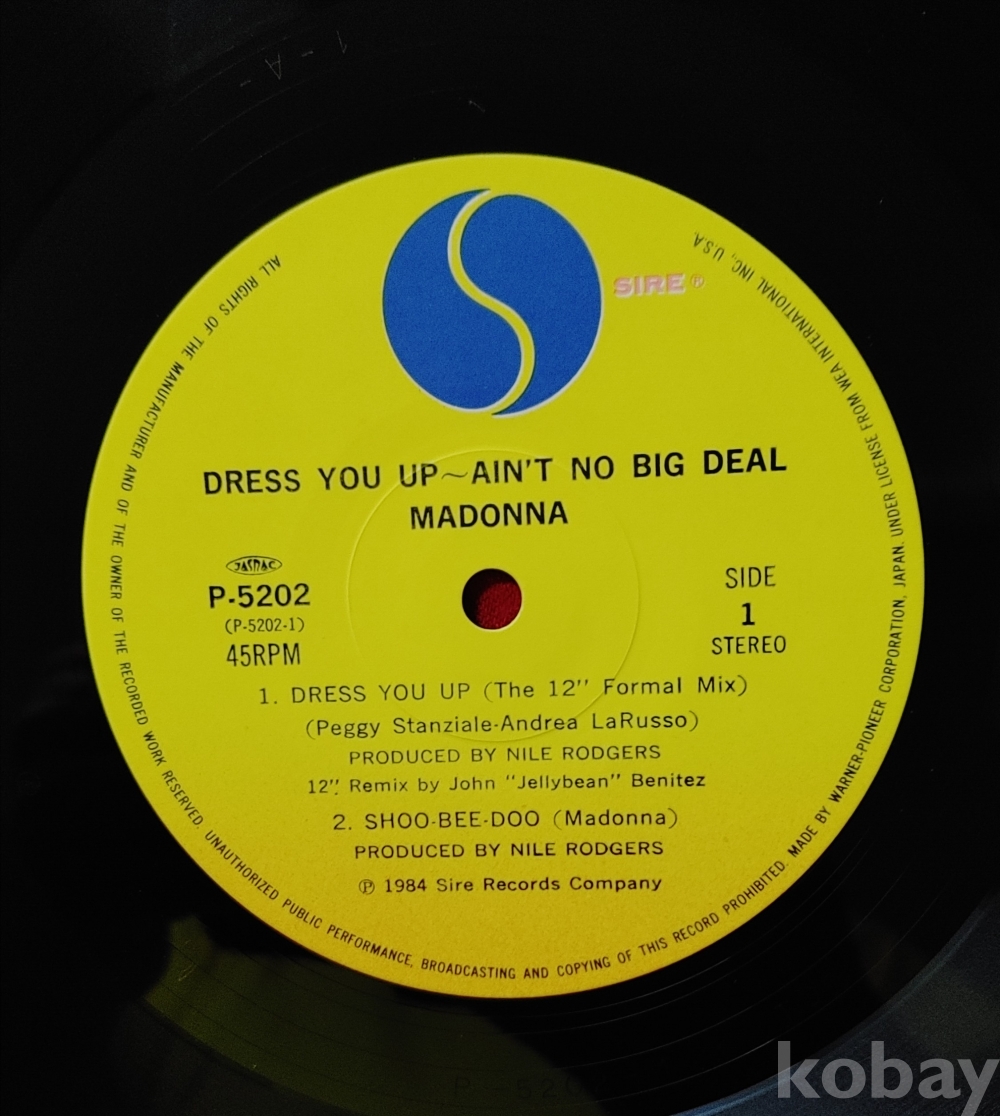 1 - A -
SIRE ℗
DRESS YOU UP~AIN'T NO BIG DEAL
MADONNA
JASRAC
P-5202
(P-5202-1)
45RPM
SIDE
1
STEREO
1. DRESS YOU UP (The 12" Formal Mix)
(Peggy Stanziale-Andrea LaRusso)
PRODUCED BY NILE RODGERS
12": Remix by John "Jellybean" Benitez
2. SHOO-BEE-DOO (Madonna)
PRODUCED BY NILE RODGERS
℗ 1984 Sire Records Company
ALL RIGHTS OF THE MANUFACTURER AND OF THE OWNER OF THE RECORDED WORK RESERVED. UNAUTHORIZED PUBLIC PERFORMANCE, BROADCASTING AND COPYING OF THIS RECORD PROHIBITED. MADE BY WARNER-PIONEER CORPORATION, JAPAN. UNDER LICENSE FROM WEA INTERNATIONAL INC., U.S.A.
kobay